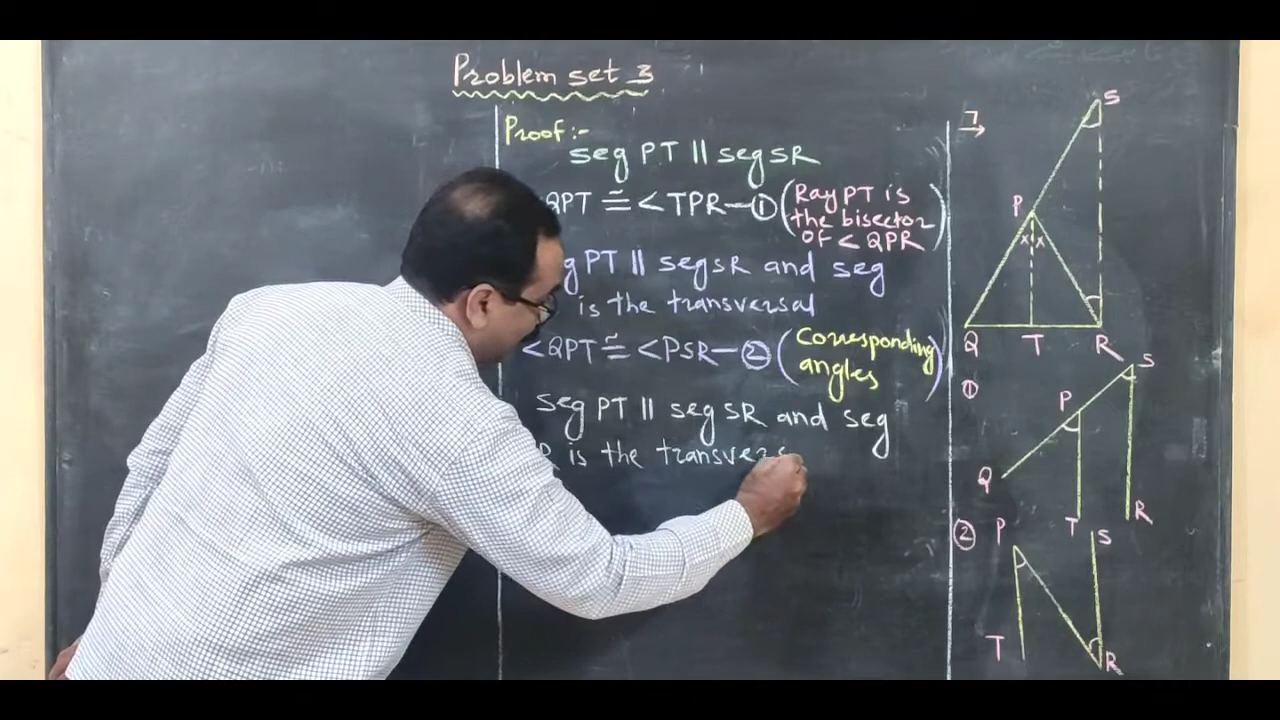 Problem set 3
Proof :-
seg PT || seg SR
QPT ≅ <TPR — ① (Ray PT is the bisector of < QPR)
g PT || seg SR and seg
is the transversal
<QPT ≅ <PSR — ② (Corresponding angles)
seg PT || seg SR and seg
R is the transvers
7
S
P
x x
Q T R
①
S
P
Q
T R
②
P S
T R